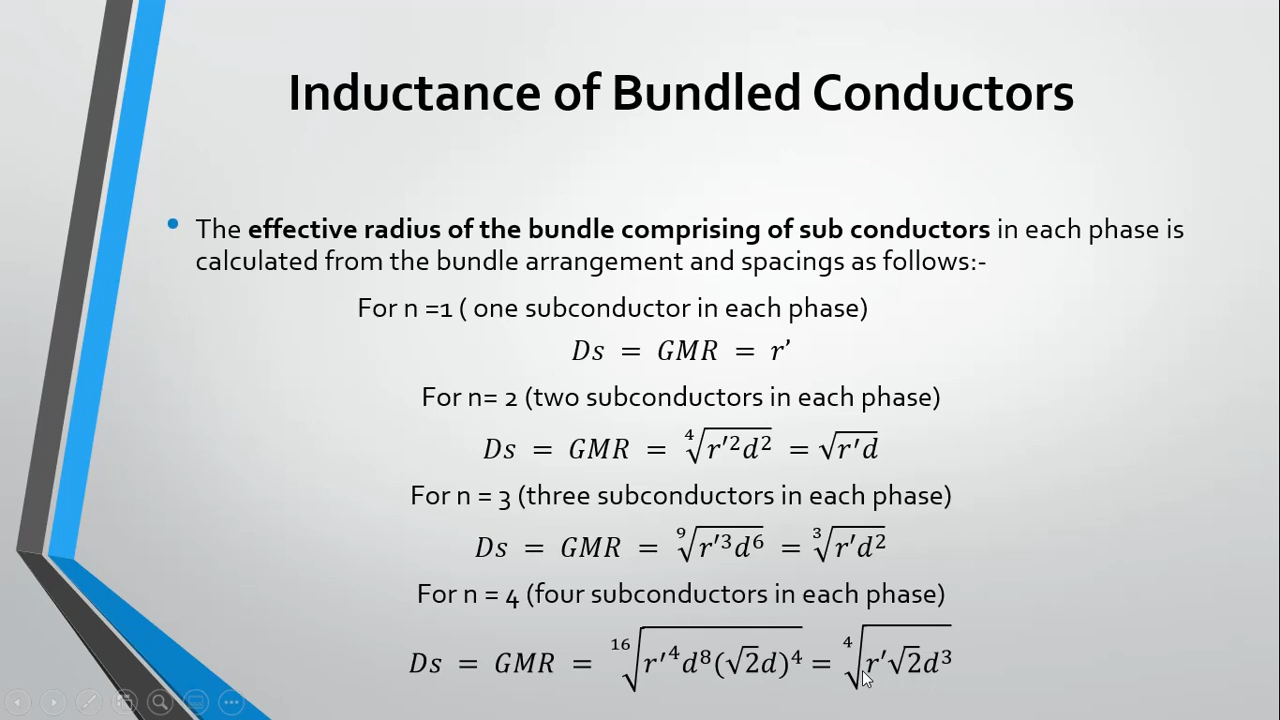 Inductance of Bundled Conductors
• The effective radius of the bundle comprising of sub conductors in each phase is
calculated from the bundle arrangement and spacings as follows:-
For n =1 ( one subconductor in each phase)
Ds = GMR = r’
For n= 2 (two subconductors in each phase)
Ds = GMR = ⁴√(r′²d²) = √(r′d)
For n = 3 (three subconductors in each phase)
Ds = GMR = ⁹√(r′³d⁶) = ³√(r′d²)
For n = 4 (four subconductors in each phase)
Ds = GMR = ¹⁶√(r′⁴d⁸(√2d)⁴) = ⁴√(r′√2d³)